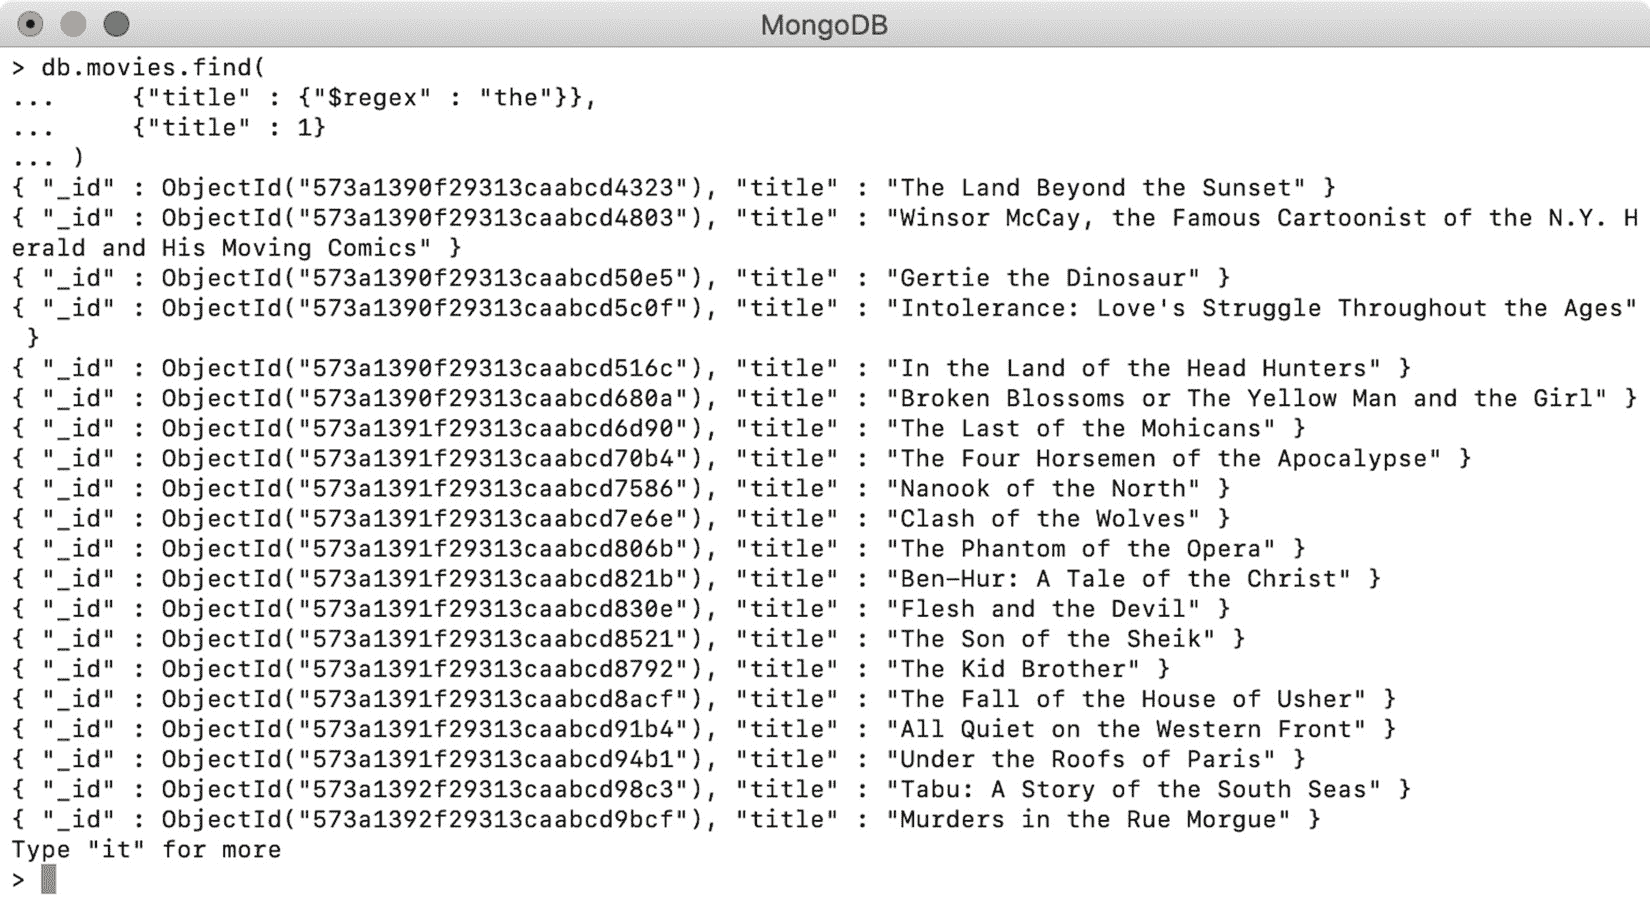 MongoDB
> db.movies.find(
...     {"title" : {"$regex" : "the"}},
...     {"title" : 1}
... )
{ "_id" : ObjectId("573a1390f29313caabcd4323"), "title" : "The Land Beyond the Sunset" }
{ "_id" : ObjectId("573a1390f29313caabcd4803"), "title" : "Winsor McCay, the Famous Cartoonist of the N.Y. H
erald and His Moving Comics" }
{ "_id" : ObjectId("573a1390f29313caabcd50e5"), "title" : "Gertie the Dinosaur" }
{ "_id" : ObjectId("573a1390f29313caabcd5c0f"), "title" : "Intolerance: Love's Struggle Throughout the Ages"
 }
{ "_id" : ObjectId("573a1390f29313caabcd516c"), "title" : "In the Land of the Head Hunters" }
{ "_id" : ObjectId("573a1390f29313caabcd680a"), "title" : "Broken Blossoms or The Yellow Man and the Girl" }
{ "_id" : ObjectId("573a1391f29313caabcd6d90"), "title" : "The Last of the Mohicans" }
{ "_id" : ObjectId("573a1391f29313caabcd70b4"), "title" : "The Four Horsemen of the Apocalypse" }
{ "_id" : ObjectId("573a1391f29313caabcd7586"), "title" : "Nanook of the North" }
{ "_id" : ObjectId("573a1391f29313caabcd7e6e"), "title" : "Clash of the Wolves" }
{ "_id" : ObjectId("573a1391f29313caabcd806b"), "title" : "The Phantom of the Opera" }
{ "_id" : ObjectId("573a1391f29313caabcd821b"), "title" : "Ben-Hur: A Tale of the Christ" }
{ "_id" : ObjectId("573a1391f29313caabcd830e"), "title" : "Flesh and the Devil" }
{ "_id" : ObjectId("573a1391f29313caabcd8521"), "title" : "The Son of the Sheik" }
{ "_id" : ObjectId("573a1391f29313caabcd8792"), "title" : "The Kid Brother" }
{ "_id" : ObjectId("573a1391f29313caabcd8acf"), "title" : "The Fall of the House of Usher" }
{ "_id" : ObjectId("573a1391f29313caabcd91b4"), "title" : "All Quiet on the Western Front" }
{ "_id" : ObjectId("573a1391f29313caabcd94b1"), "title" : "Under the Roofs of Paris" }
{ "_id" : ObjectId("573a1392f29313caabcd98c3"), "title" : "Tabu: A Story of the South Seas" }
{ "_id" : ObjectId("573a1392f29313caabcd9bcf"), "title" : "Murders in the Rue Morgue" }
Type "it" for more
>